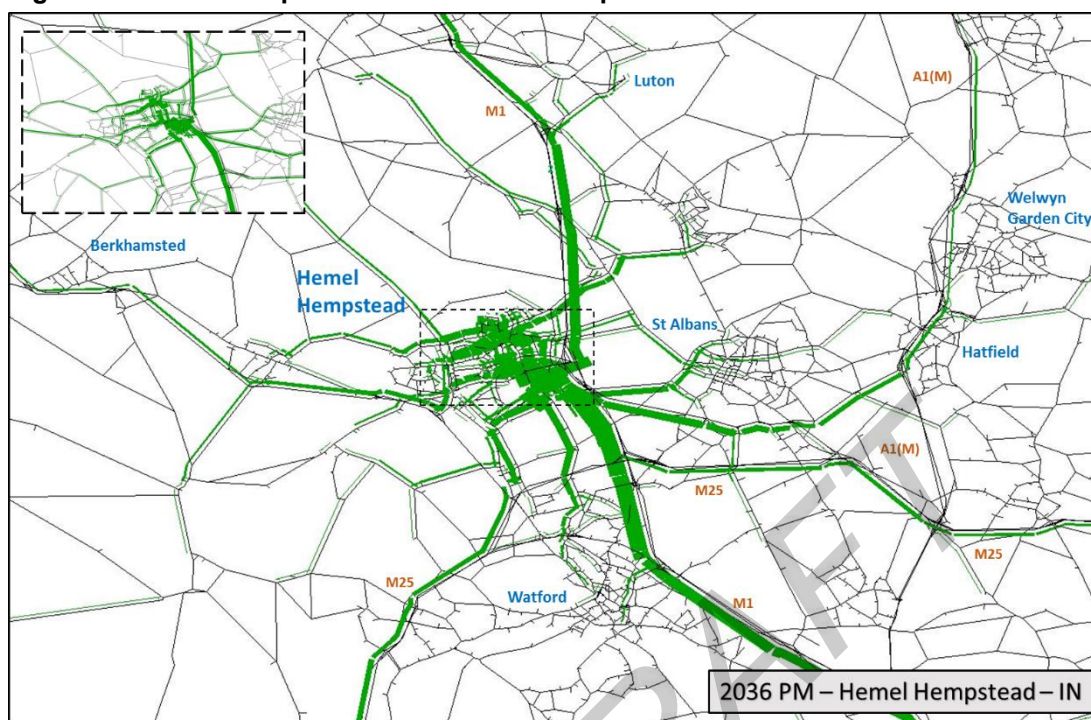 M1
Luton
A1(M)
Welwyn
Garden City
Berkhamsted
Hemel
Hempstead
St Albans
Hatfield
A1(M)
M25
M25
M25
Watford
M1
DRAFT
2036 PM – Hemel Hempstead – IN